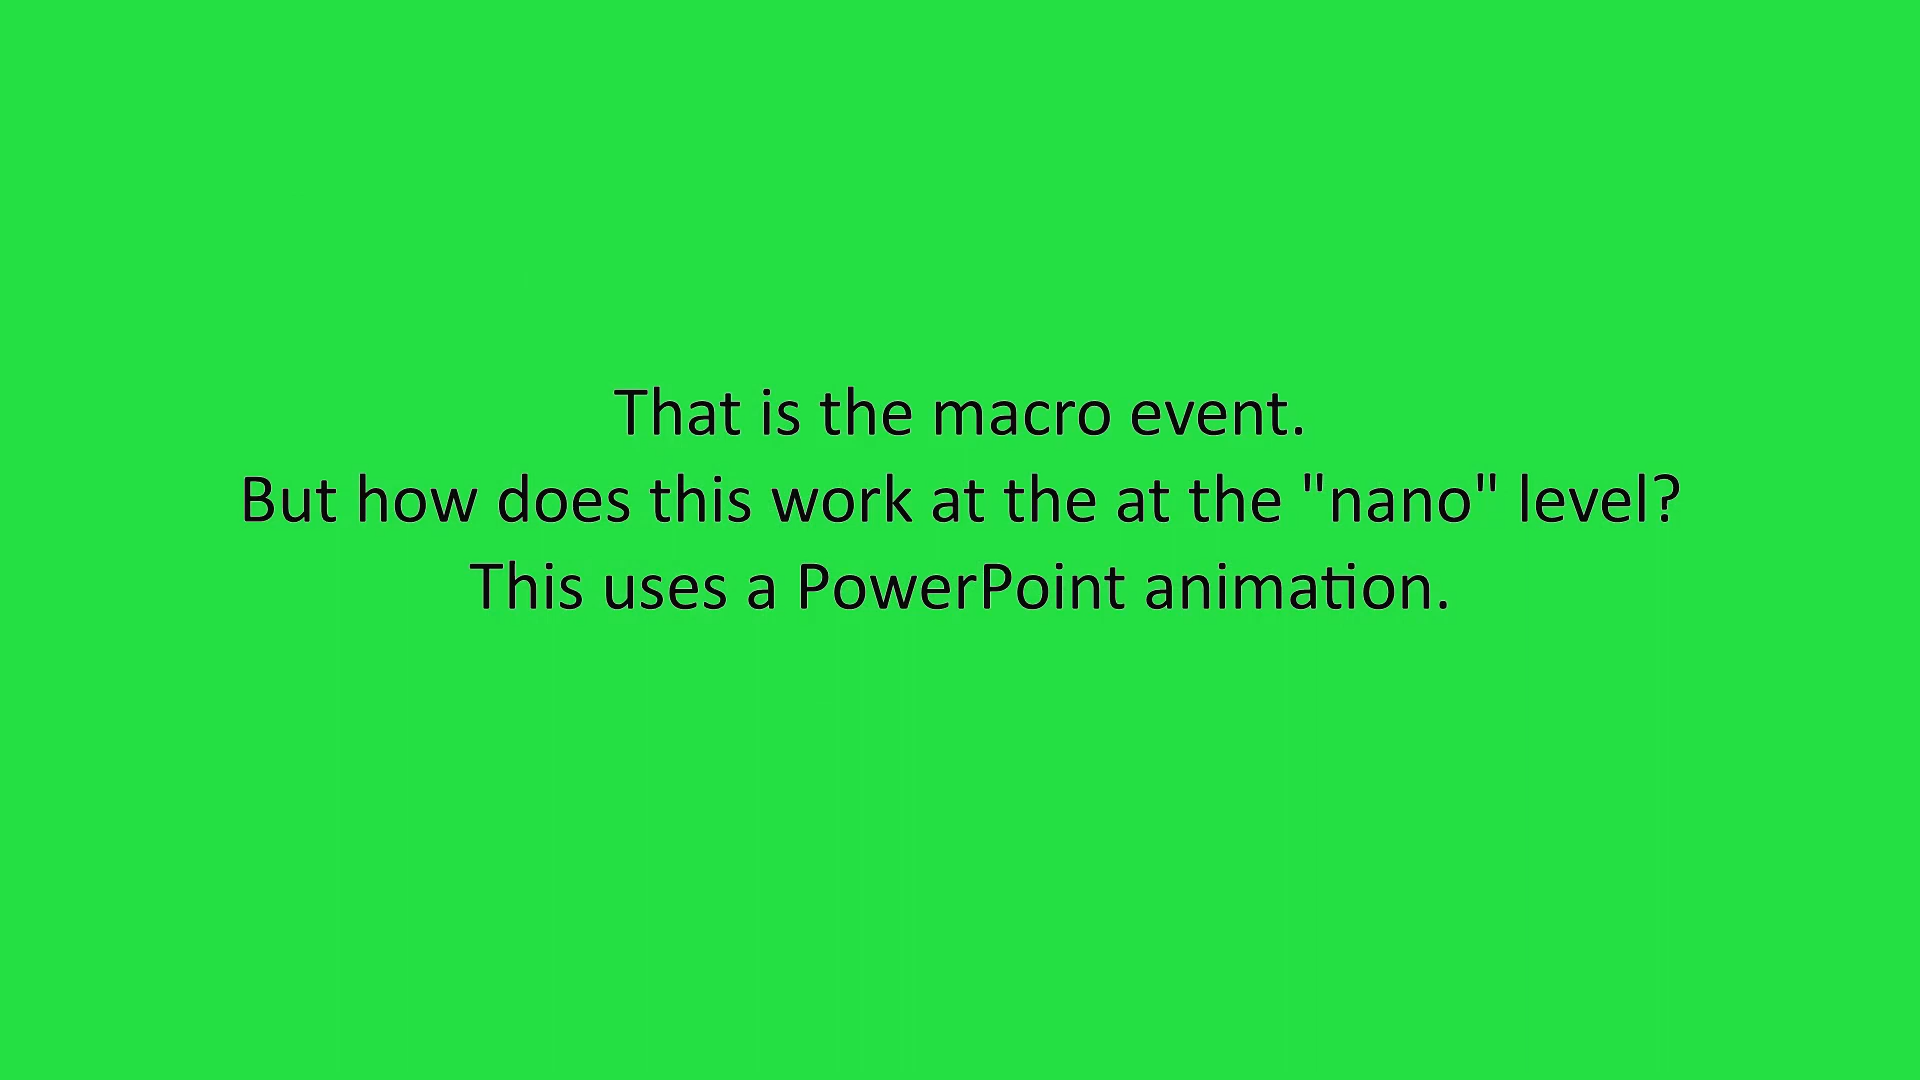 That is the macro event.
But how does this work at the at the "nano" level?
This uses a PowerPoint animation.